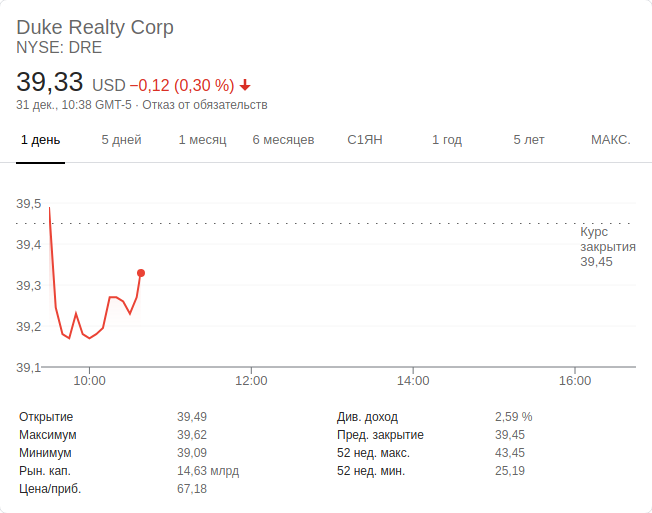 Duke Realty Corp
NYSE: DRE
39,33 USD −0,12 (0,30 %)
31 дек., 10:38 GMT-5 · Отказ от обязательств
1 день 5 дней 1 месяц 6 месяцев С1ЯН 1 год 5 лет МАКС.
39,5
39,4
39,3
39,2
39,1
Курс
закрытия
39,45
10:00 12:00 14:00 16:00
Открытие 39,49 Див. доход 2,59 %
Максимум 39,62 Пред. закрытие 39,45
Минимум 39,09 52 нед. макс. 43,45
Рын. кап. 14,63 млрд 52 нед. мин. 25,19
Цена/приб. 67,18